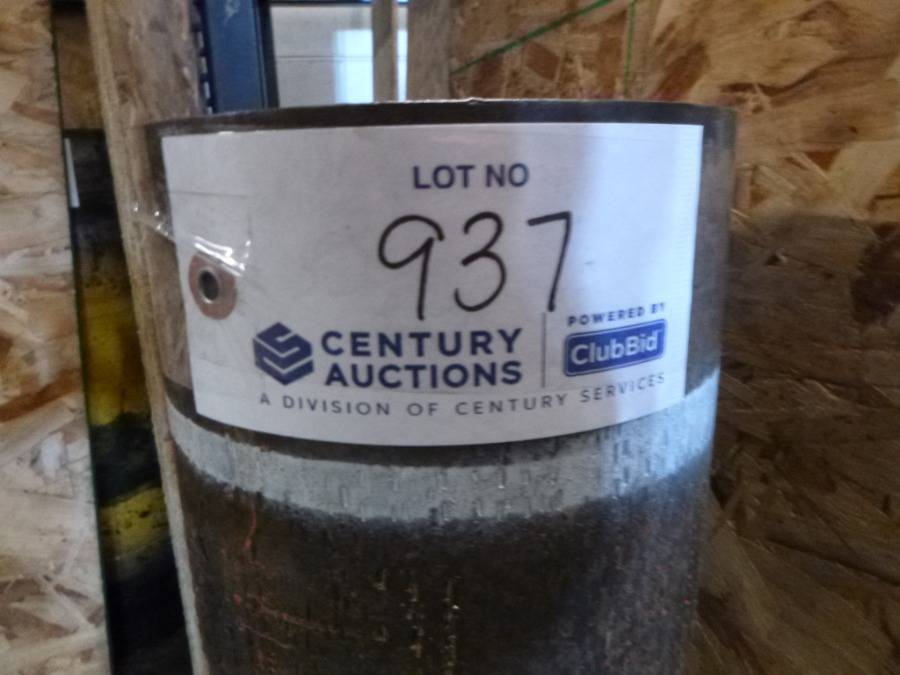 LOT NO
937
CENTURY
AUCTIONS
POWERED BY
ClubBid
A DIVISION OF CENTURY SERVICES